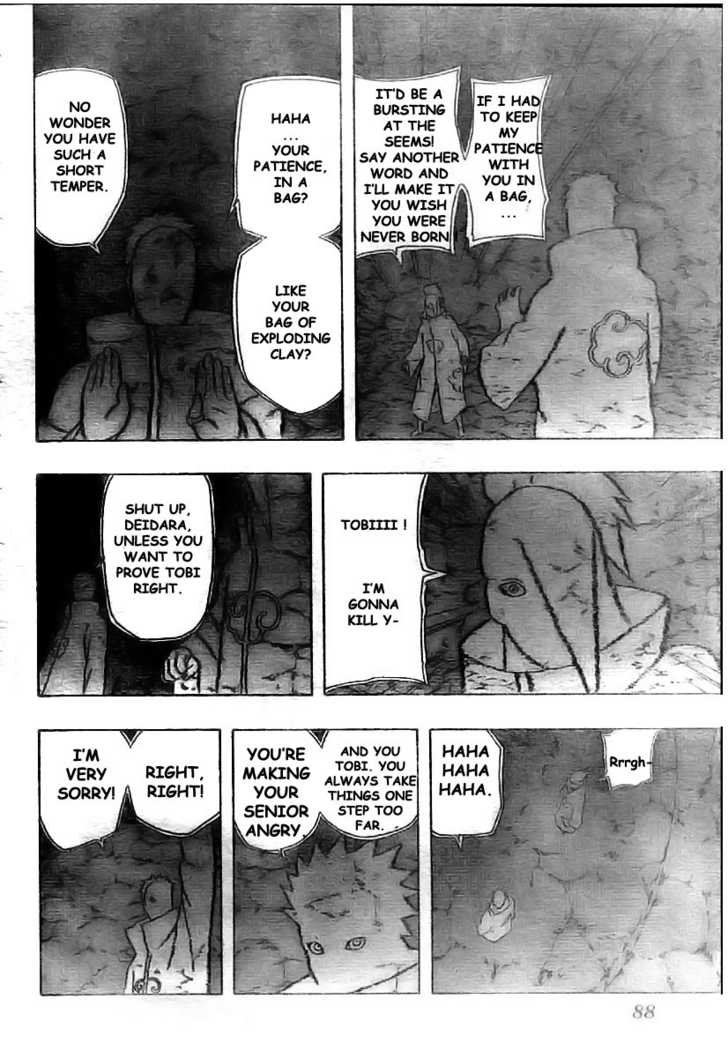 IF I HAD
TO KEEP
MY
PATIENCE
WITH
YOU IN
A BAG,
...
IT'D BE A
BURSTING
AT THE
SEEMS!
SAY ANOTHER
WORD AND
I'LL MAKE IT
YOU WISH
YOU WERE
NEVER BORN
HAHA
...
YOUR
PATIENCE,
IN A
BAG?
LIKE
YOUR
BAG OF
EXPLODING
CLAY?
NO
WONDER
YOU HAVE
SUCH A
SHORT
TEMPER.
TOBIIII !
I'M
GONNA
KILL Y-
SHUT UP,
DEIDARA,
UNLESS YOU
WANT TO
PROVE TOBI
RIGHT.
Rrrgh-
HAHA
HAHA
HAHA.
AND YOU
TOBI. YOU
ALWAYS TAKE
THINGS ONE
STEP TOO
FAR.
YOU'RE
MAKING
YOUR
SENIOR
ANGRY.
RIGHT,
RIGHT!
I'M
VERY
SORRY!
88